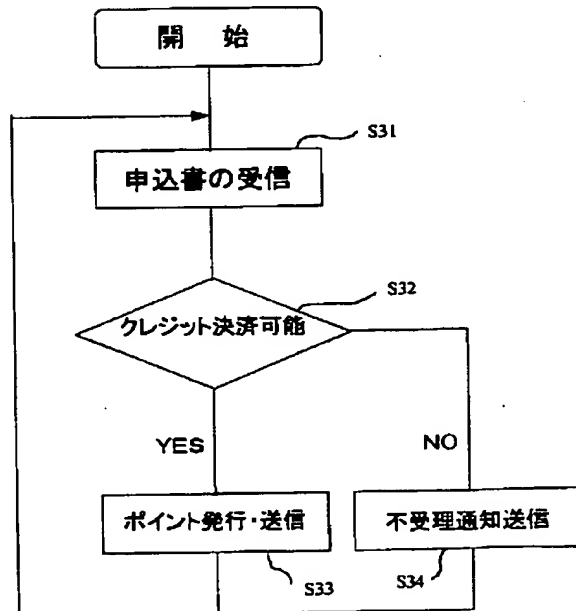 開 始
S31
申込書の受信
S32
クレジット決済可能
YES
NO
ポイント発行・送信
不受理通知送信
S33
S34